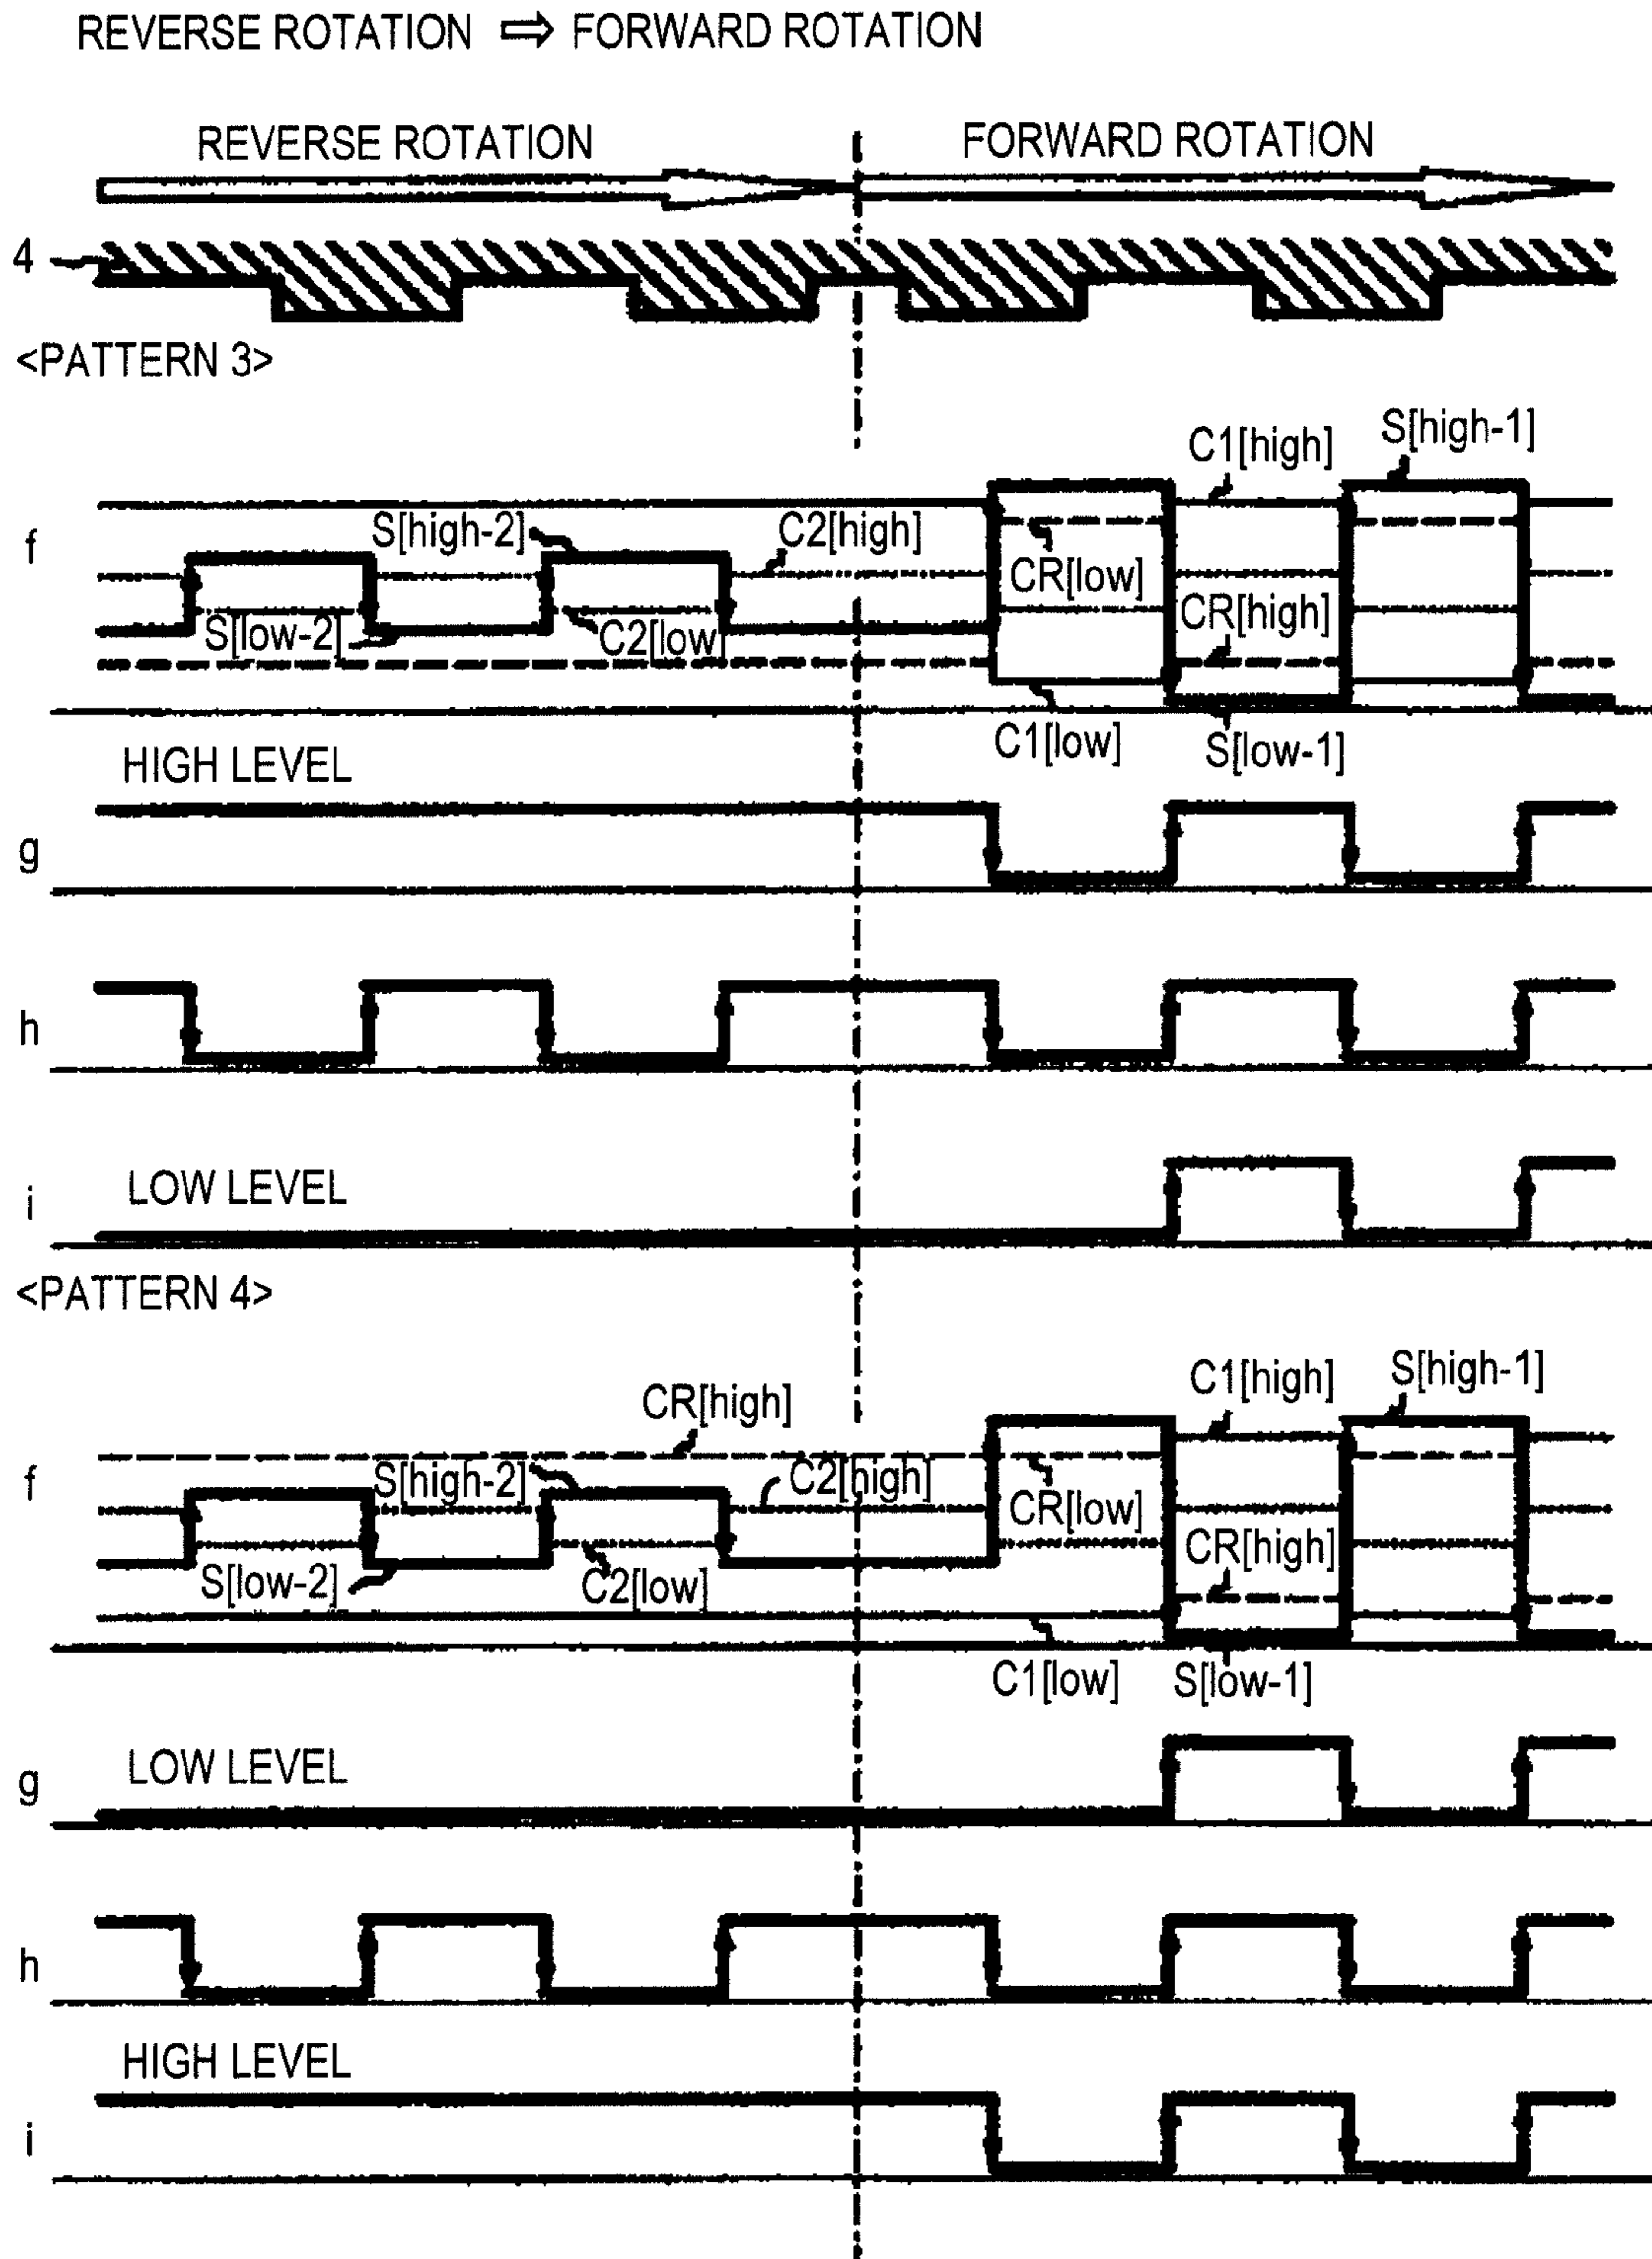 REVERSE ROTATION ⇨ FORWARD ROTATION
REVERSE ROTATION FORWARD ROTATION
4
<PATTERN 3>
C1[high] S[high-1]
f S[high-2] C2[high]
CR[low]
S[low-2] C2[low] CR[high]
C1[low] S[low-1]
HIGH LEVEL
g
h
i LOW LEVEL
<PATTERN 4>
CR[high] C1[high] S[high-1]
f S[high-2] C2[high]
CR[low]
S[low-2] C2[low] CR[high]
C1[low] S[low-1]
g LOW LEVEL
h
HIGH LEVEL
i